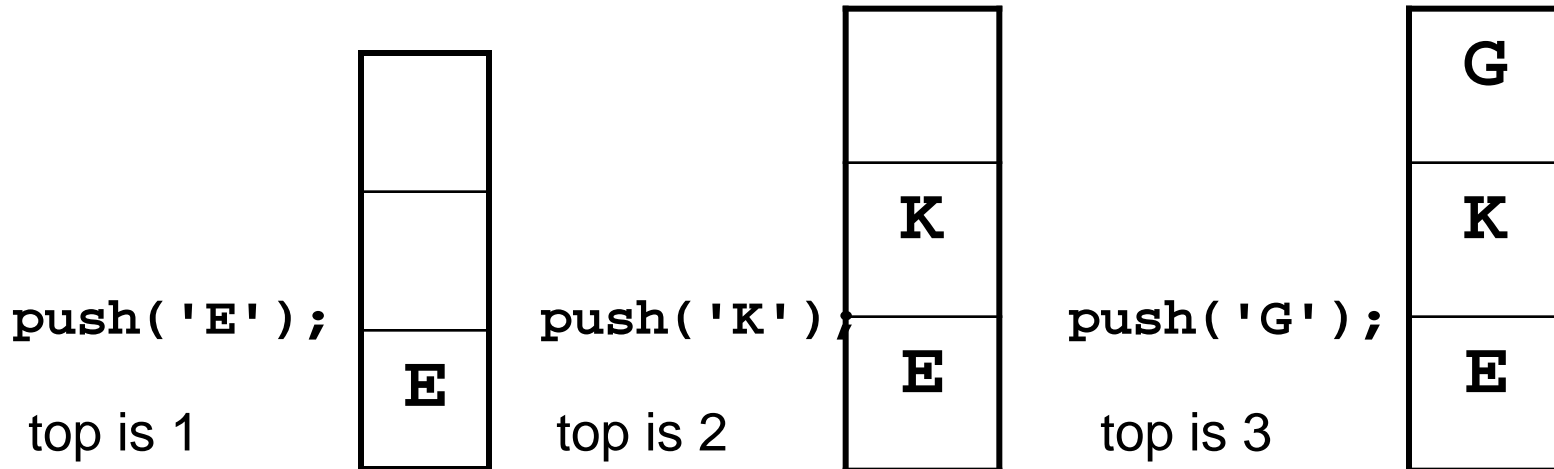 push('E');
top is 1
E
push('K');
top is 2
K
E
push('G');
top is 3
G
K
E